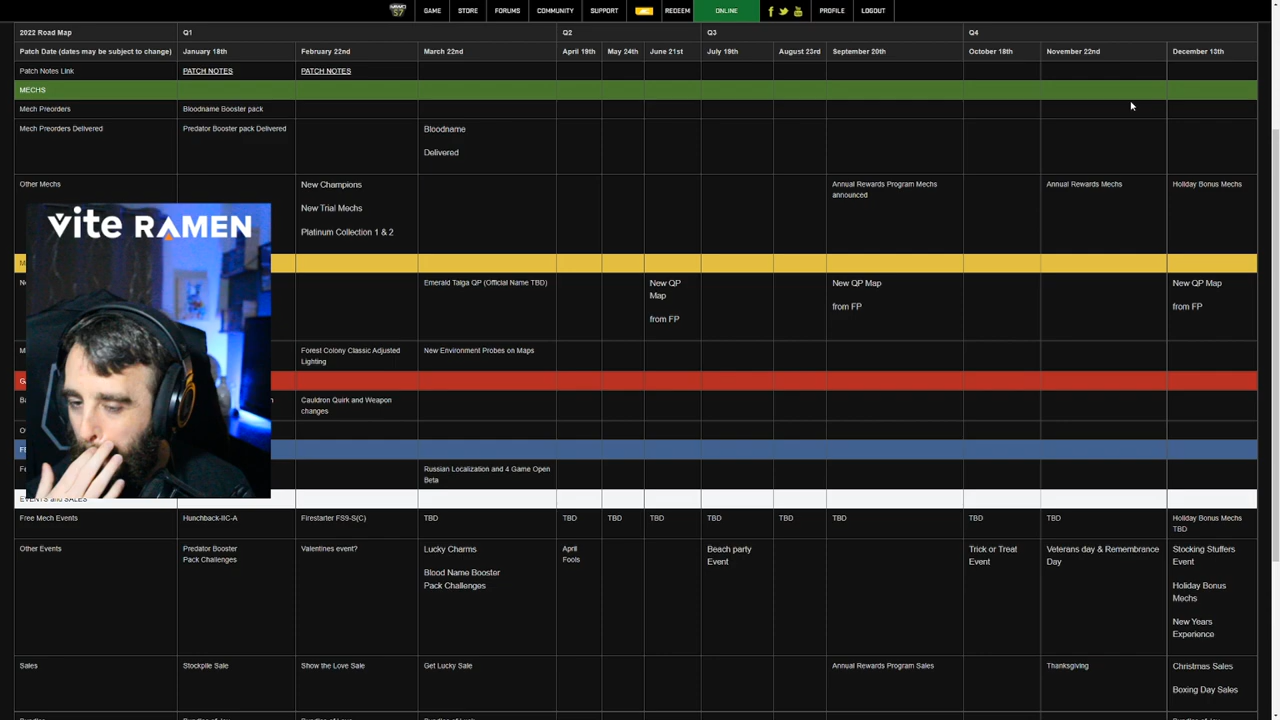 MWO S7 GAME STORE FORUMS COMMUNITY SUPPORT MC REDEEM ONLINE PROFILE LOGOUT
2022 Road Map Q1 Q2 Q3 Q4
Patch Date (dates may be subject to change) January 18th February 22nd March 22nd April 19th May 24th June 21st July 19th August 23rd September 20th October 18th November 22nd December 13th
Patch Notes Link PATCH NOTES PATCH NOTES
MECHS
Mech Preorders Bloodname Booster pack
Mech Preorders Delivered Predator Booster pack Delivered Bloodname
Delivered
Other Mechs New Champions Annual Rewards Program Mechs Annual Rewards Mechs Holiday Bonus Mechs
announced
New Trial Mechs
Platinum Collection 1 & 2
vite RAMEN
Emerald Taiga QP (Official Name TBD) New QP New QP Map New QP Map
Map
from FP from FP
from FP
Forest Colony Classic Adjusted New Environment Probes on Maps
Lighting
Cauldron Quirk and Weapon
changes
Russian Localization and 4 Game Open
Beta
EVENTS and SALES
Free Mech Events Hunchback-IIC-A Firestarter FS9-S(C) TBD TBD TBD TBD TBD TBD TBD TBD TBD Holiday Bonus Mechs
TBD
Other Events Predator Booster Valentines event? Lucky Charms April Beach party Trick or Treat Veterans day & Remembrance Stocking Stuffers
Pack Challenges Fools Event Event Day Event
Blood Name Booster
Pack Challenges
Holiday Bonus
Mechs
New Years
Experience
Sales Stockpile Sale Show the Love Sale Get Lucky Sale Annual Rewards Program Sales Thanksgiving Christmas Sales
Boxing Day Sales